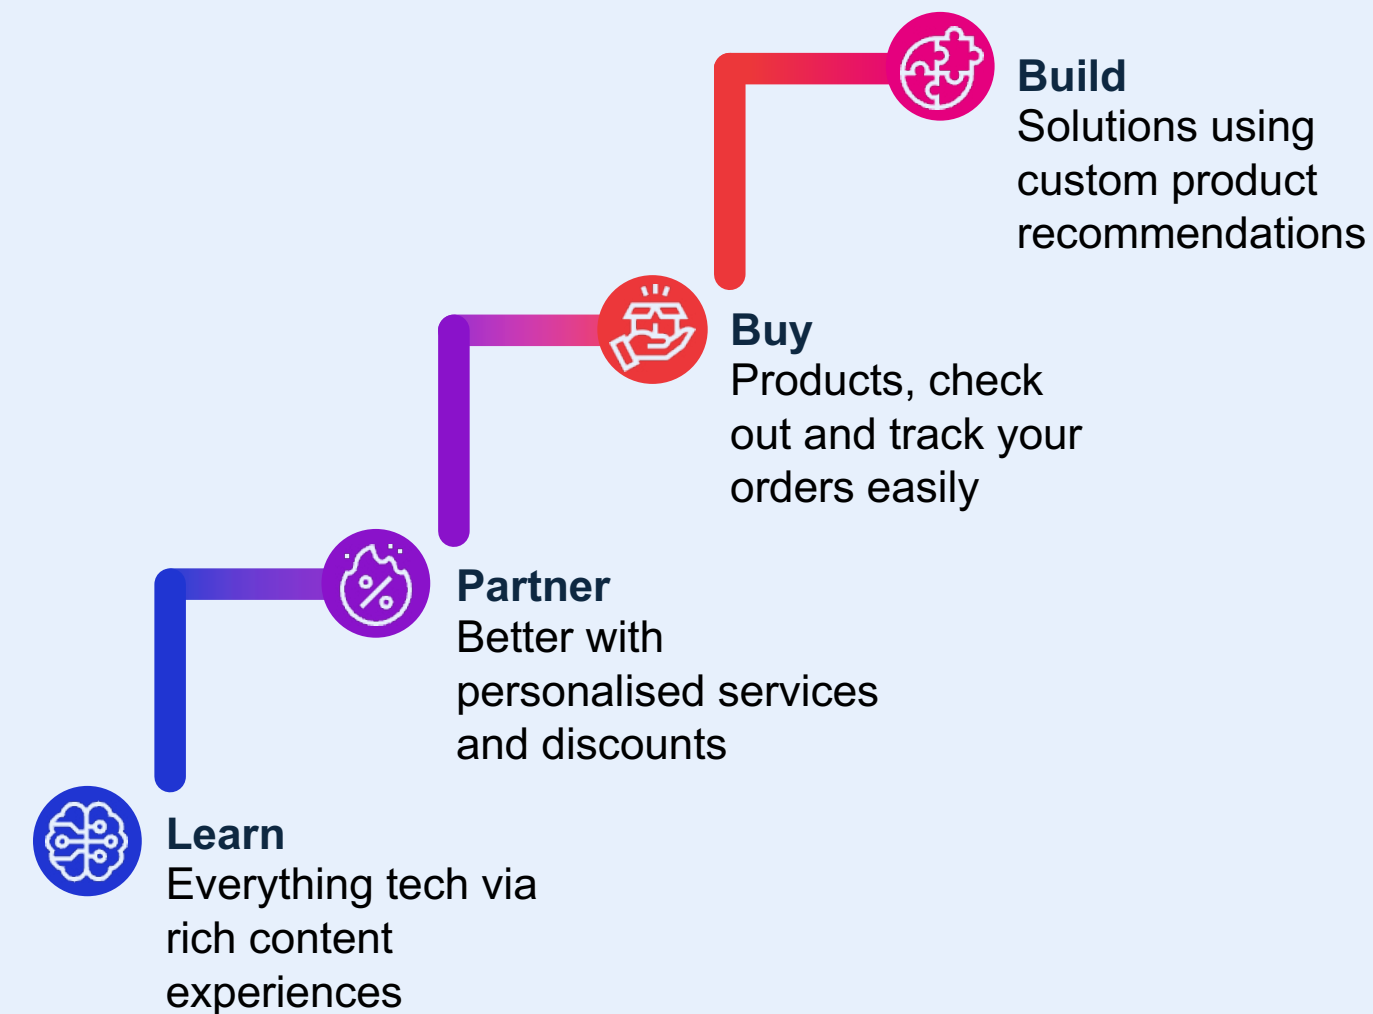 Build
Solutions using
custom product
recommendations
Buy
Products, check
out and track your
orders easily
Partner
Better with
personalised services
and discounts
Learn
Everything tech via
rich content
experiences